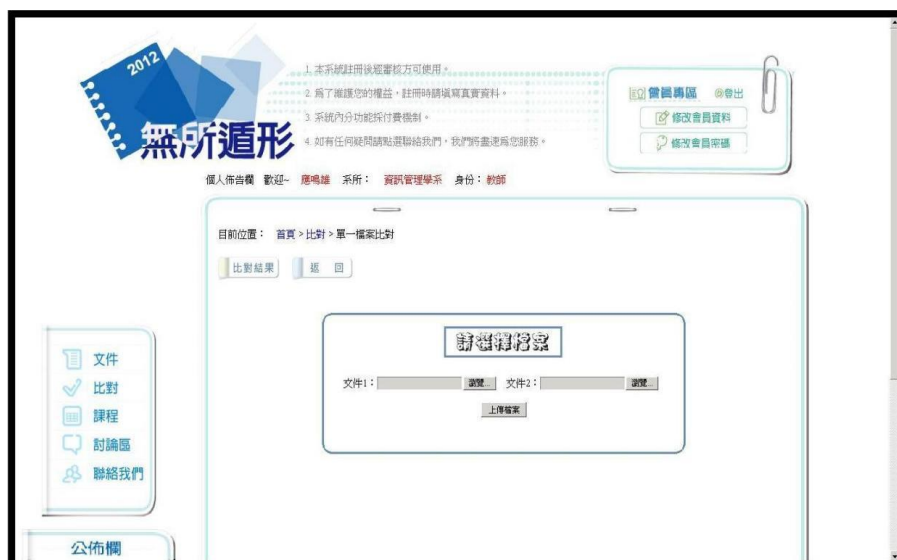 2012
無所遁形
1. 本系統註冊後經審核方可使用。
2. 為了維護您的權益，註冊時請填寫真實資料。
3. 系統內分功能採付費機制。
4. 如有任何疑問請點選聯絡我們，我們將盡速為您服務。
會員專區 @登出
修改會員資料
修改會員密碼
個人佈告欄 歡迎~ 應鳴雄 系所： 資訊管理學系 身份：教師
目前位置： 首頁 > 比對 > 單一檔案比對
比對結果 返 回
請選擇檔案
文件1： 瀏覽... 文件2： 瀏覽...
上傳檔案
文件
比對
課程
討論區
聯絡我們
公佈欄